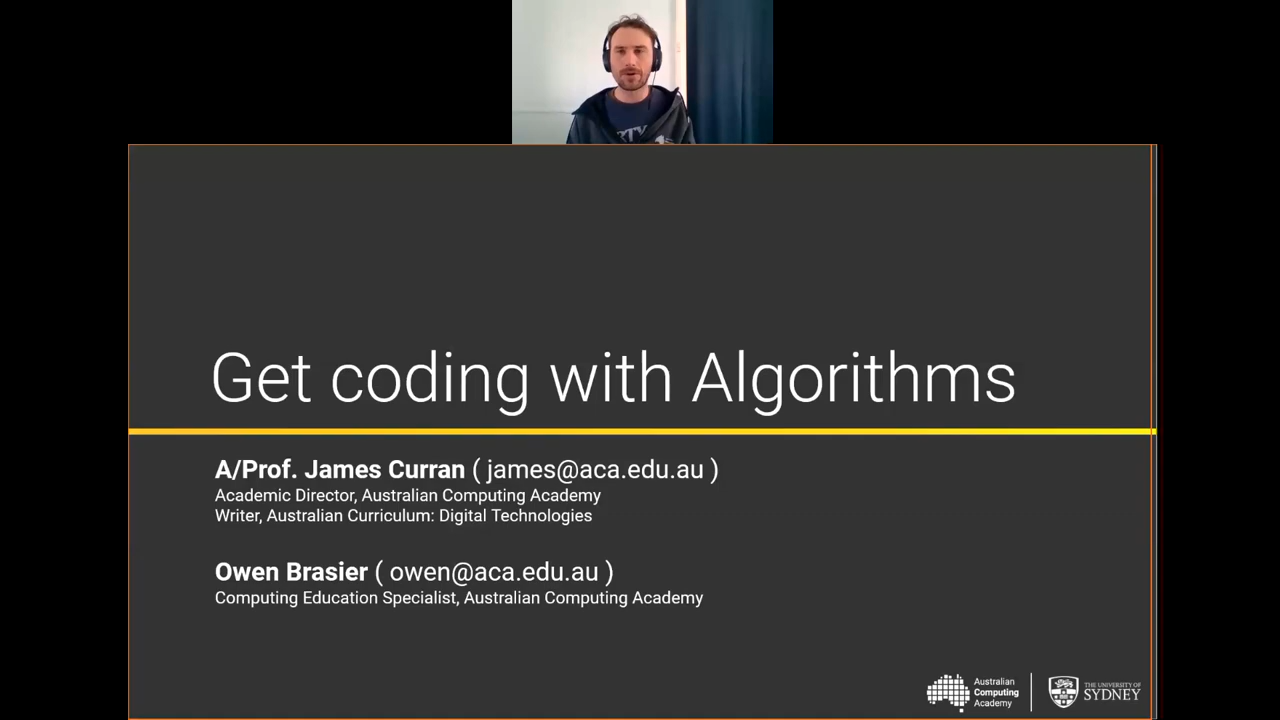 Get coding with Algorithms
A/Prof. James Curran ( james@aca.edu.au )
Academic Director, Australian Computing Academy
Writer, Australian Curriculum: Digital Technologies
Owen Brasier ( owen@aca.edu.au )
Computing Education Specialist, Australian Computing Academy
Australian
Computing
Academy
THE UNIVERSITY OF
SYDNEY